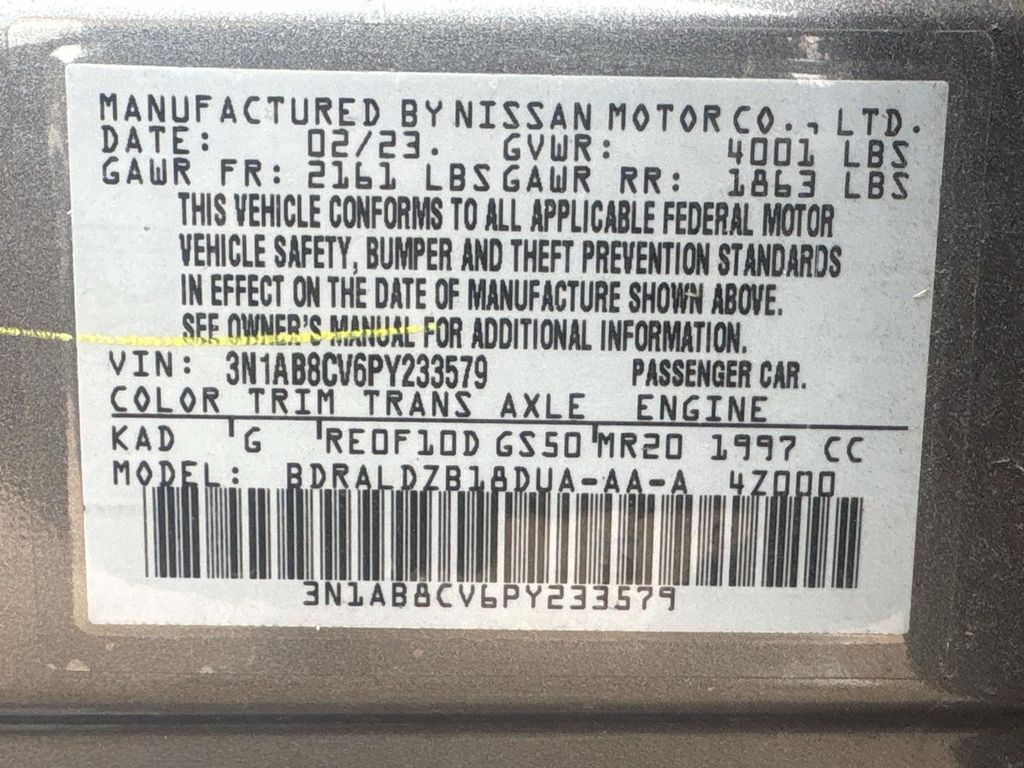 MANUFACTURED BY NISSAN MOTOR CO., LTD.
DATE: 02/23. GVWR: 4001 LBS
GAWR FR: 2161 LBS GAWR RR: 1863 LBS
THIS VEHICLE CONFORMS TO ALL APPLICABLE FEDERAL MOTOR
VEHICLE SAFETY, BUMPER AND THEFT PREVENTION STANDARDS
IN EFFECT ON THE DATE OF MANUFACTURE SHOWN ABOVE.
SEE OWNER'S MANUAL FOR ADDITIONAL INFORMATION.
VIN: 3N1AB8CV6PY233579 PASSENGER CAR.
COLOR TRIM TRANS AXLE ENGINE
KAD G RE0F10D GS50 MR20 1997 CC
MODEL: BDRALDZB18DUA-AA-A 4Z000
3N1AB8CV6PY233579